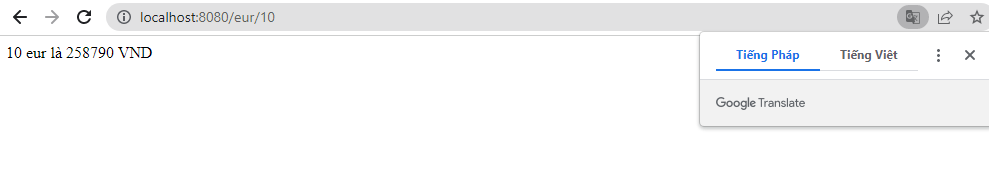 localhost:8080/eur/10
10 eur là 258790 VND
Tiếng Pháp Tiếng Việt
Google Translate